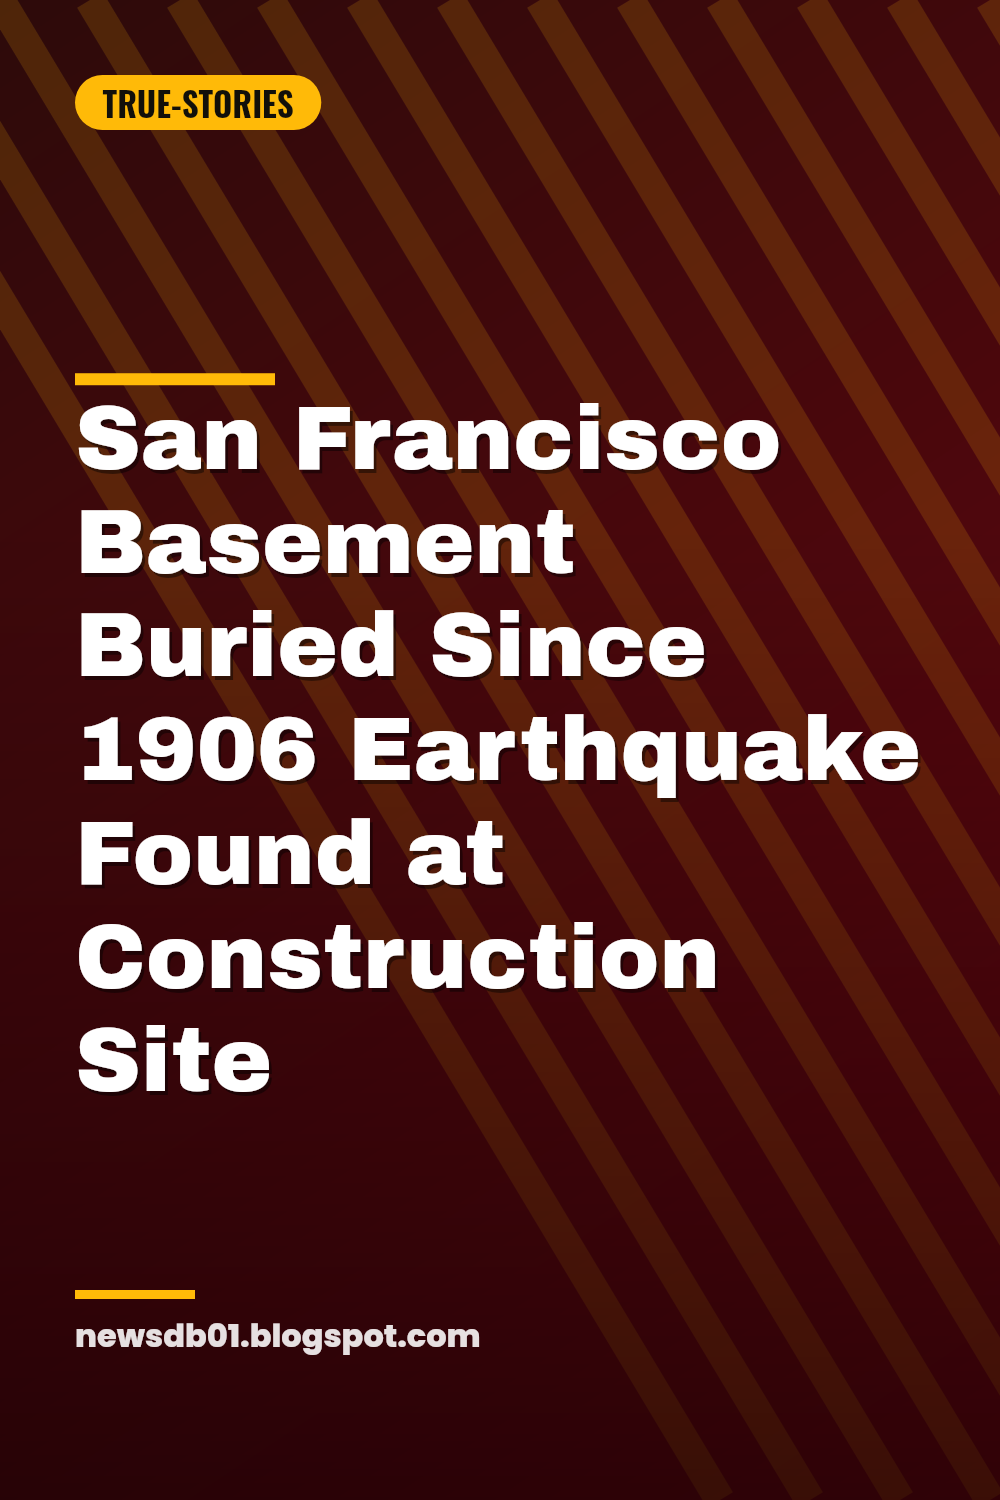 TRUE-STORIES
San Francisco
Basement
Buried Since
1906 Earthquake
Found at
Construction
Site
newsdb01.blogspot.com